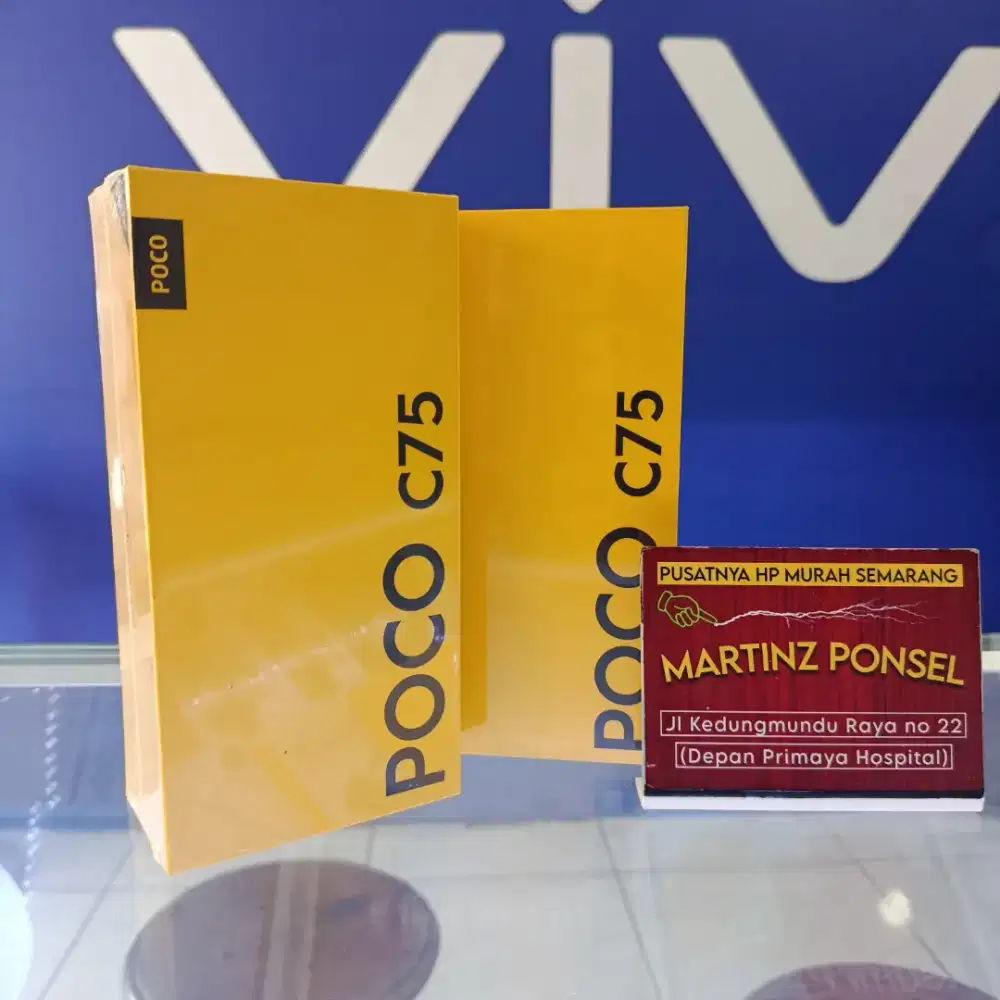 viv
POCO
POCO C75
POCO C75
PUSATNYA HP MURAH SEMARANG
MARTINZ PONSEL
Jl Kedungmundu Raya no 22
(Depan Primaya Hospital)